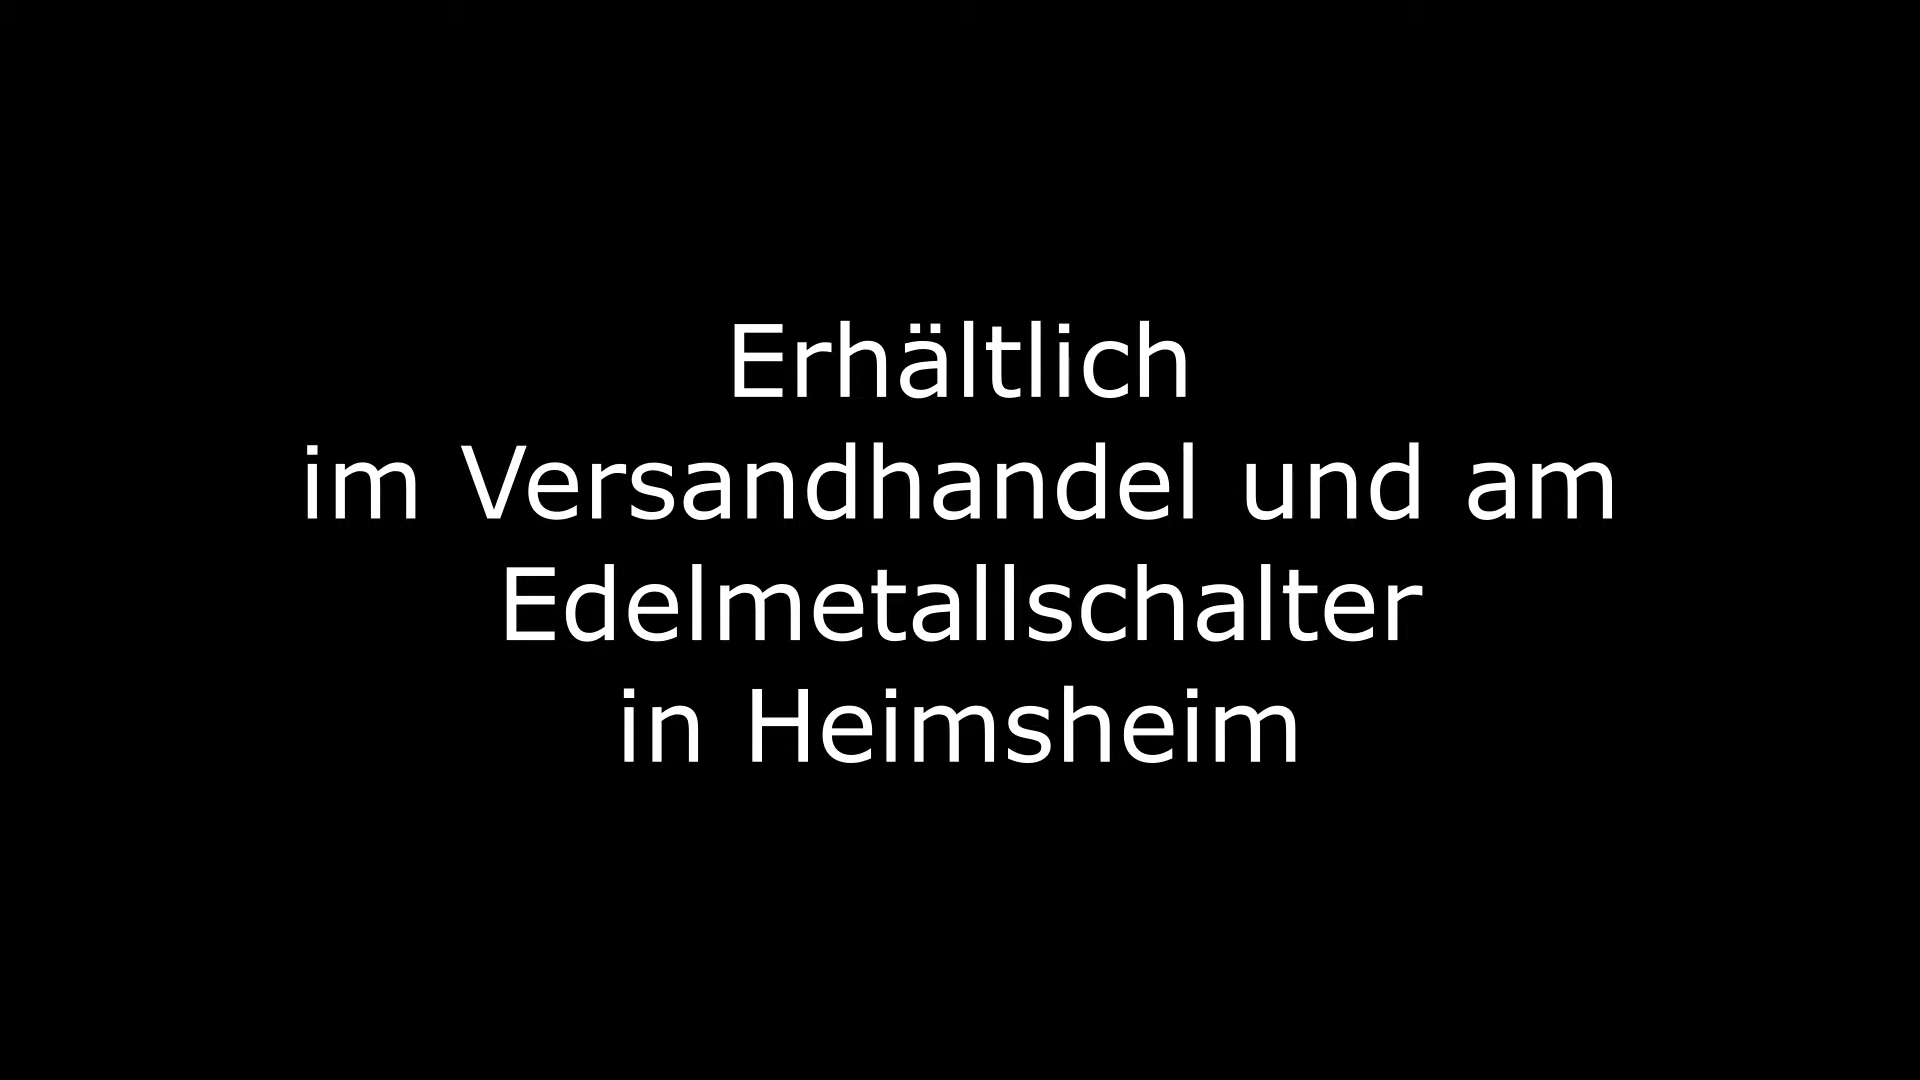 Erhältlich
im Versandhandel und am
Edelmetallschalter
in Heimsheim